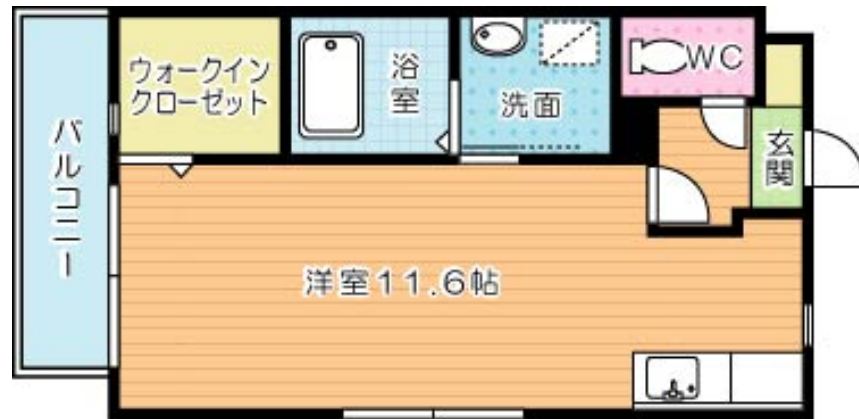 ウォークイン
クローゼット
浴室
洗面
WC
バルコニー
玄関
洋室11.6帖